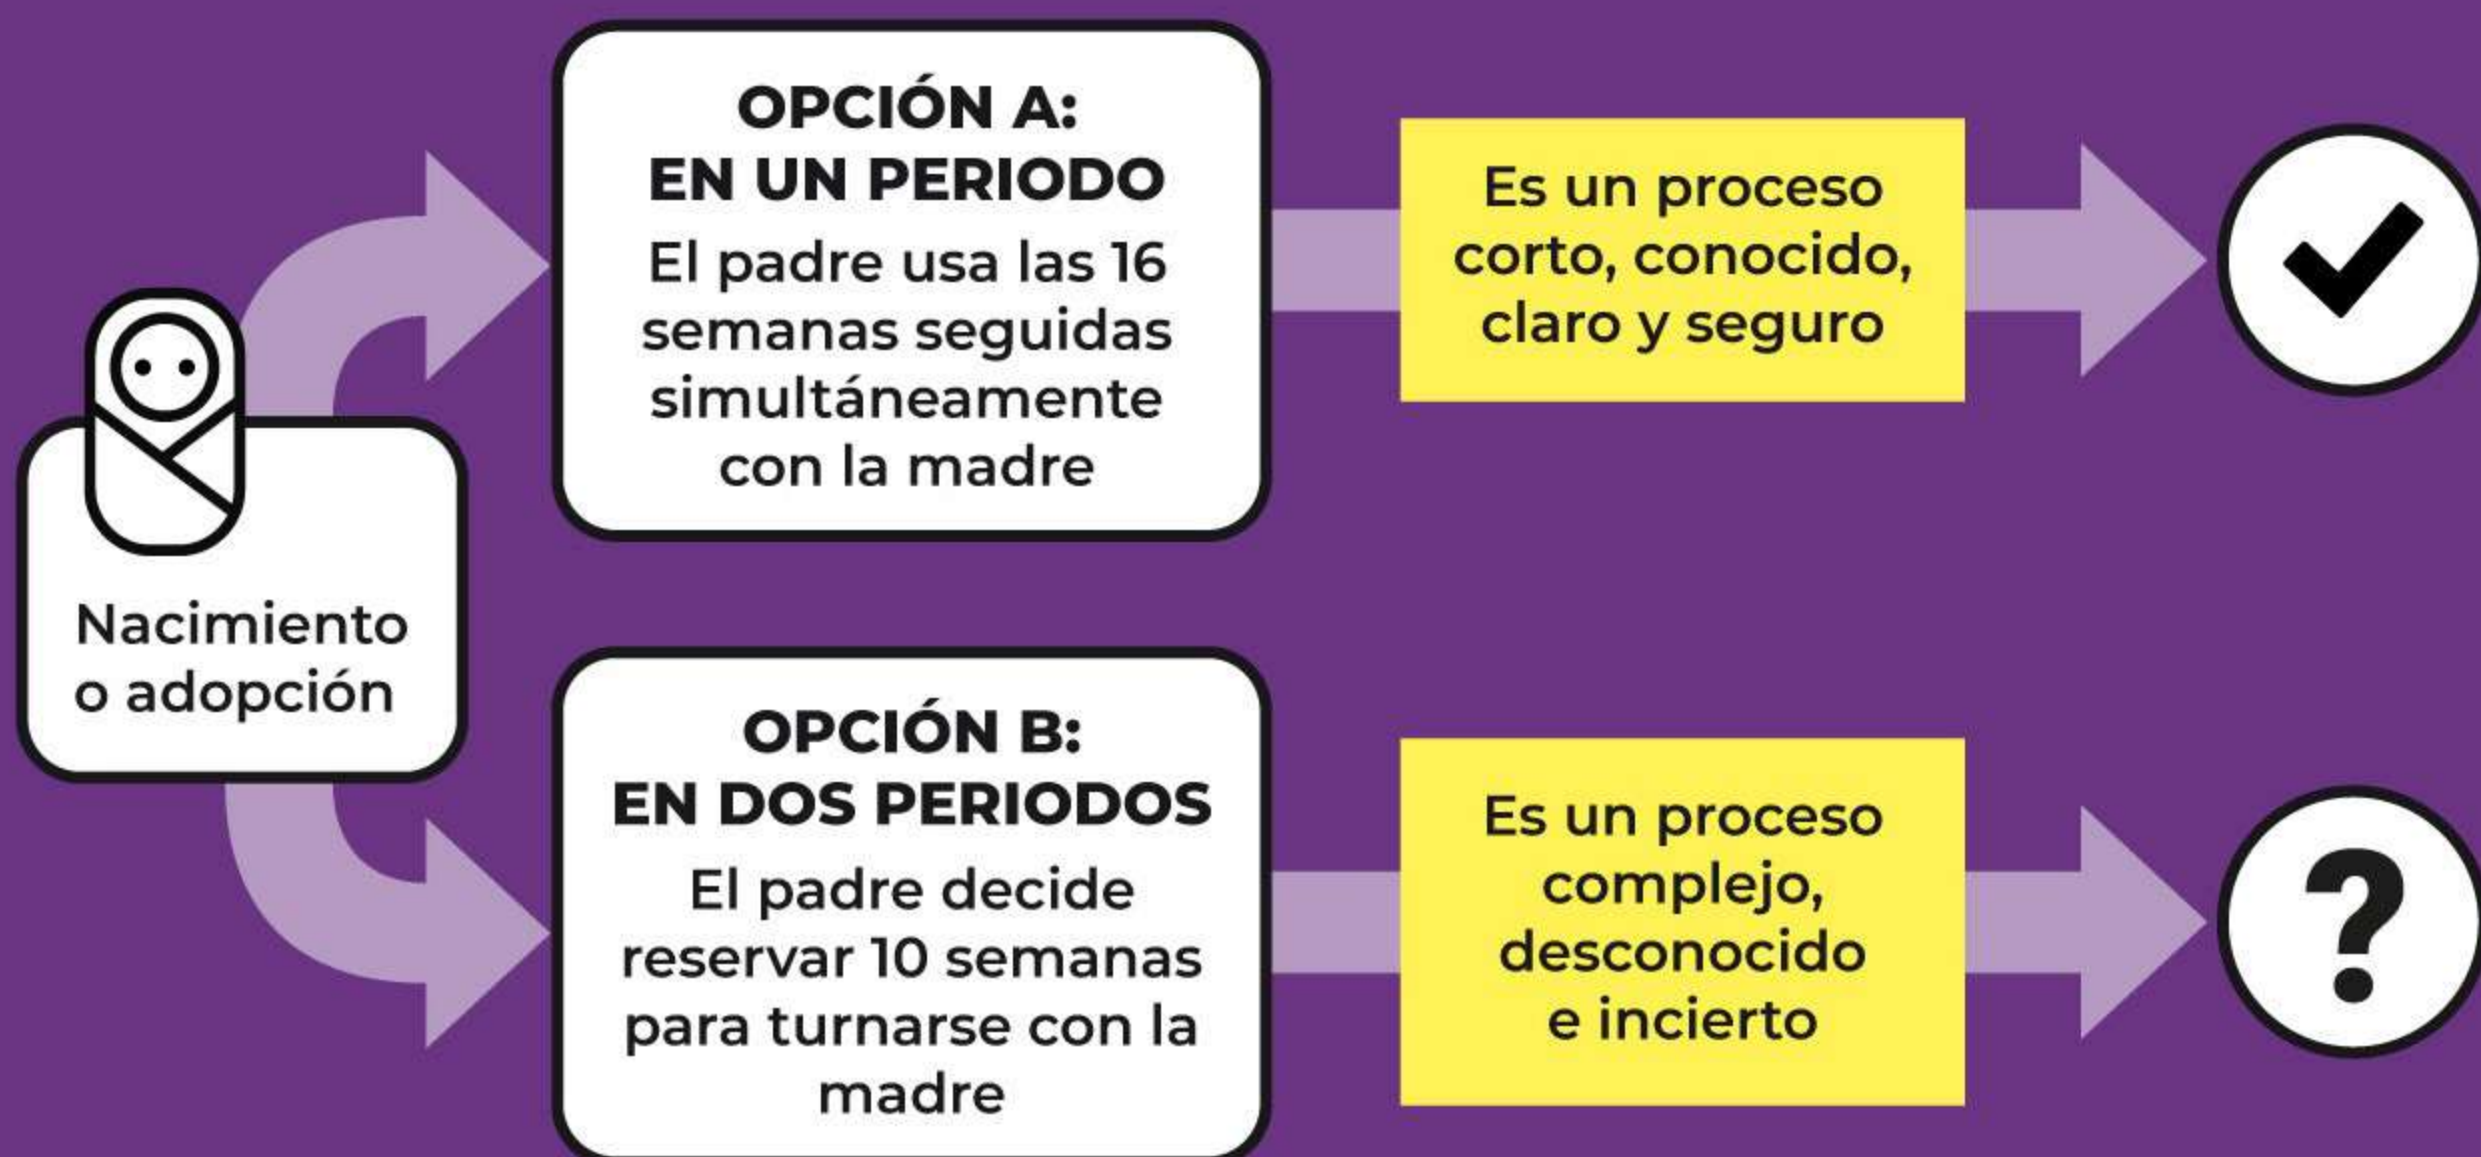 Nacimiento
o adopción
OPCIÓN A:
EN UN PERIODO
El padre usa las 16
semanas seguidas
simultáneamente
con la madre
Es un proceso
corto, conocido,
claro y seguro
OPCIÓN B:
EN DOS PERIODOS
El padre decide
reservar 10 semanas
para turnarse con la
madre
Es un proceso
complejo,
desconocido
e incierto
?